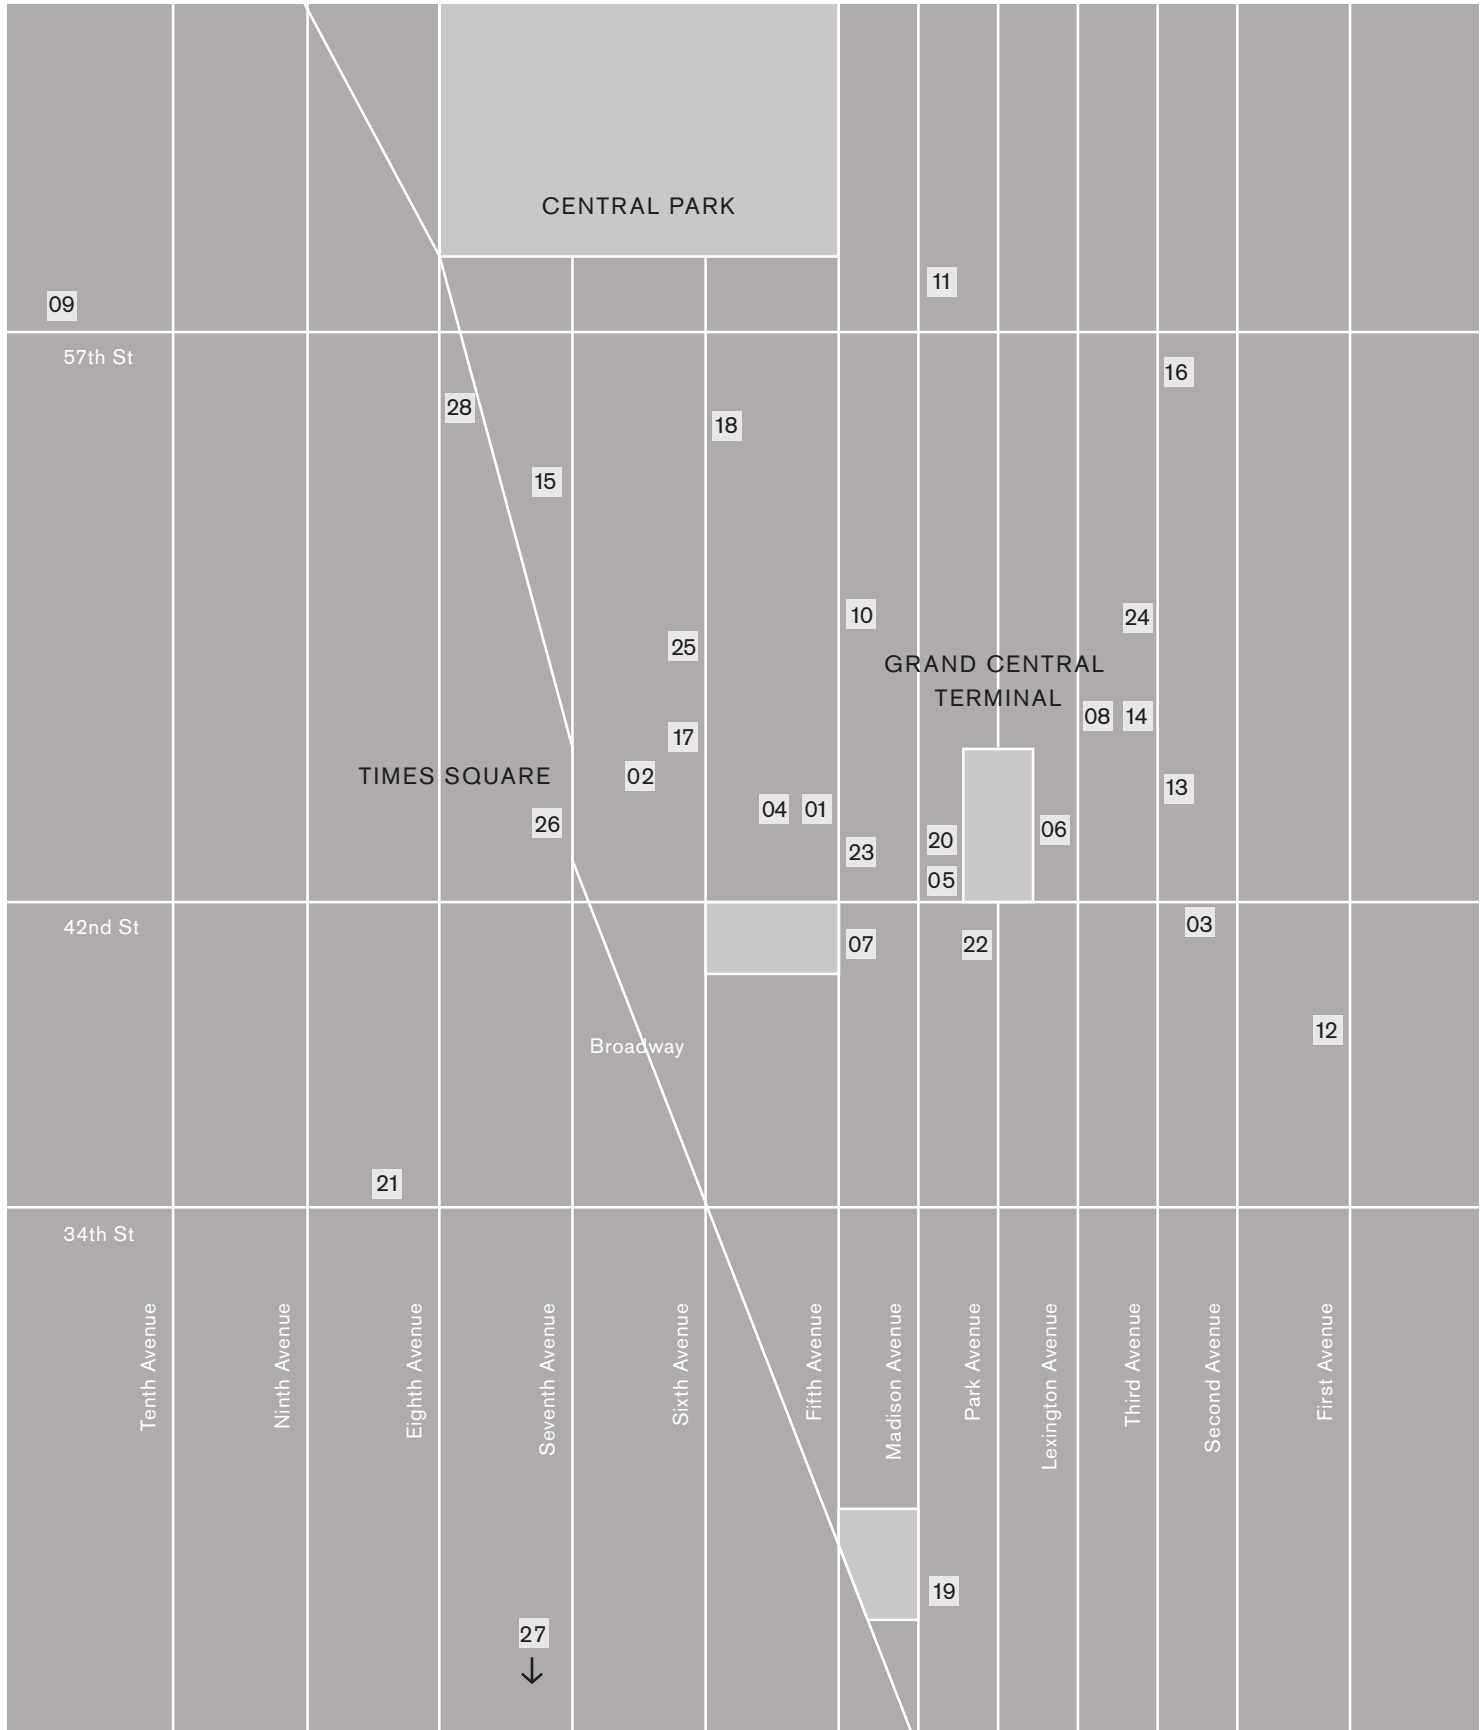 CENTRAL PARK
11
09
57th St
16
28
18
15
10
24
25
GRAND CENTRAL
TERMINAL
08
14
17
TIMES SQUARE
02
13
04
01
26
06
20
23
05
42nd St
03
07
22
12
Broadway
21
34th St
Tenth Avenue
Ninth Avenue
Eighth Avenue
Seventh Avenue
Sixth Avenue
Fifth Avenue
Madison Avenue
Park Avenue
Lexington Avenue
Third Avenue
Second Avenue
First Avenue
19
27